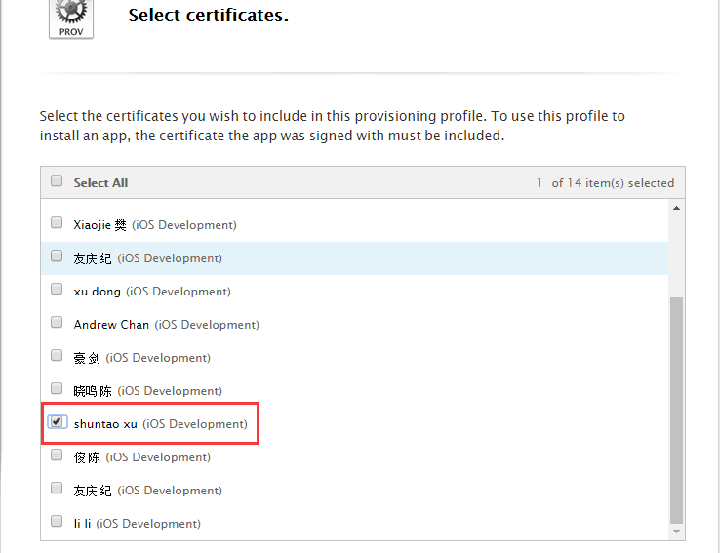 PROV
Select certificates.
Select the certificates you wish to include in this provisioning profile. To use this profile to
install an app, the certificate the app was signed with must be included.
Select All 1 of 14 item(s) selected
Xiaojie 樊 (iOS Development)
友庆 纪 (iOS Development)
xu dong (iOS Development)
Andrew Chan (iOS Development)
豪 剑 (iOS Development)
晓鸣 陈 (iOS Development)
shuntao xu (iOS Development)
俊 陈 (iOS Development)
友庆 纪 (iOS Development)
li li (iOS Development)